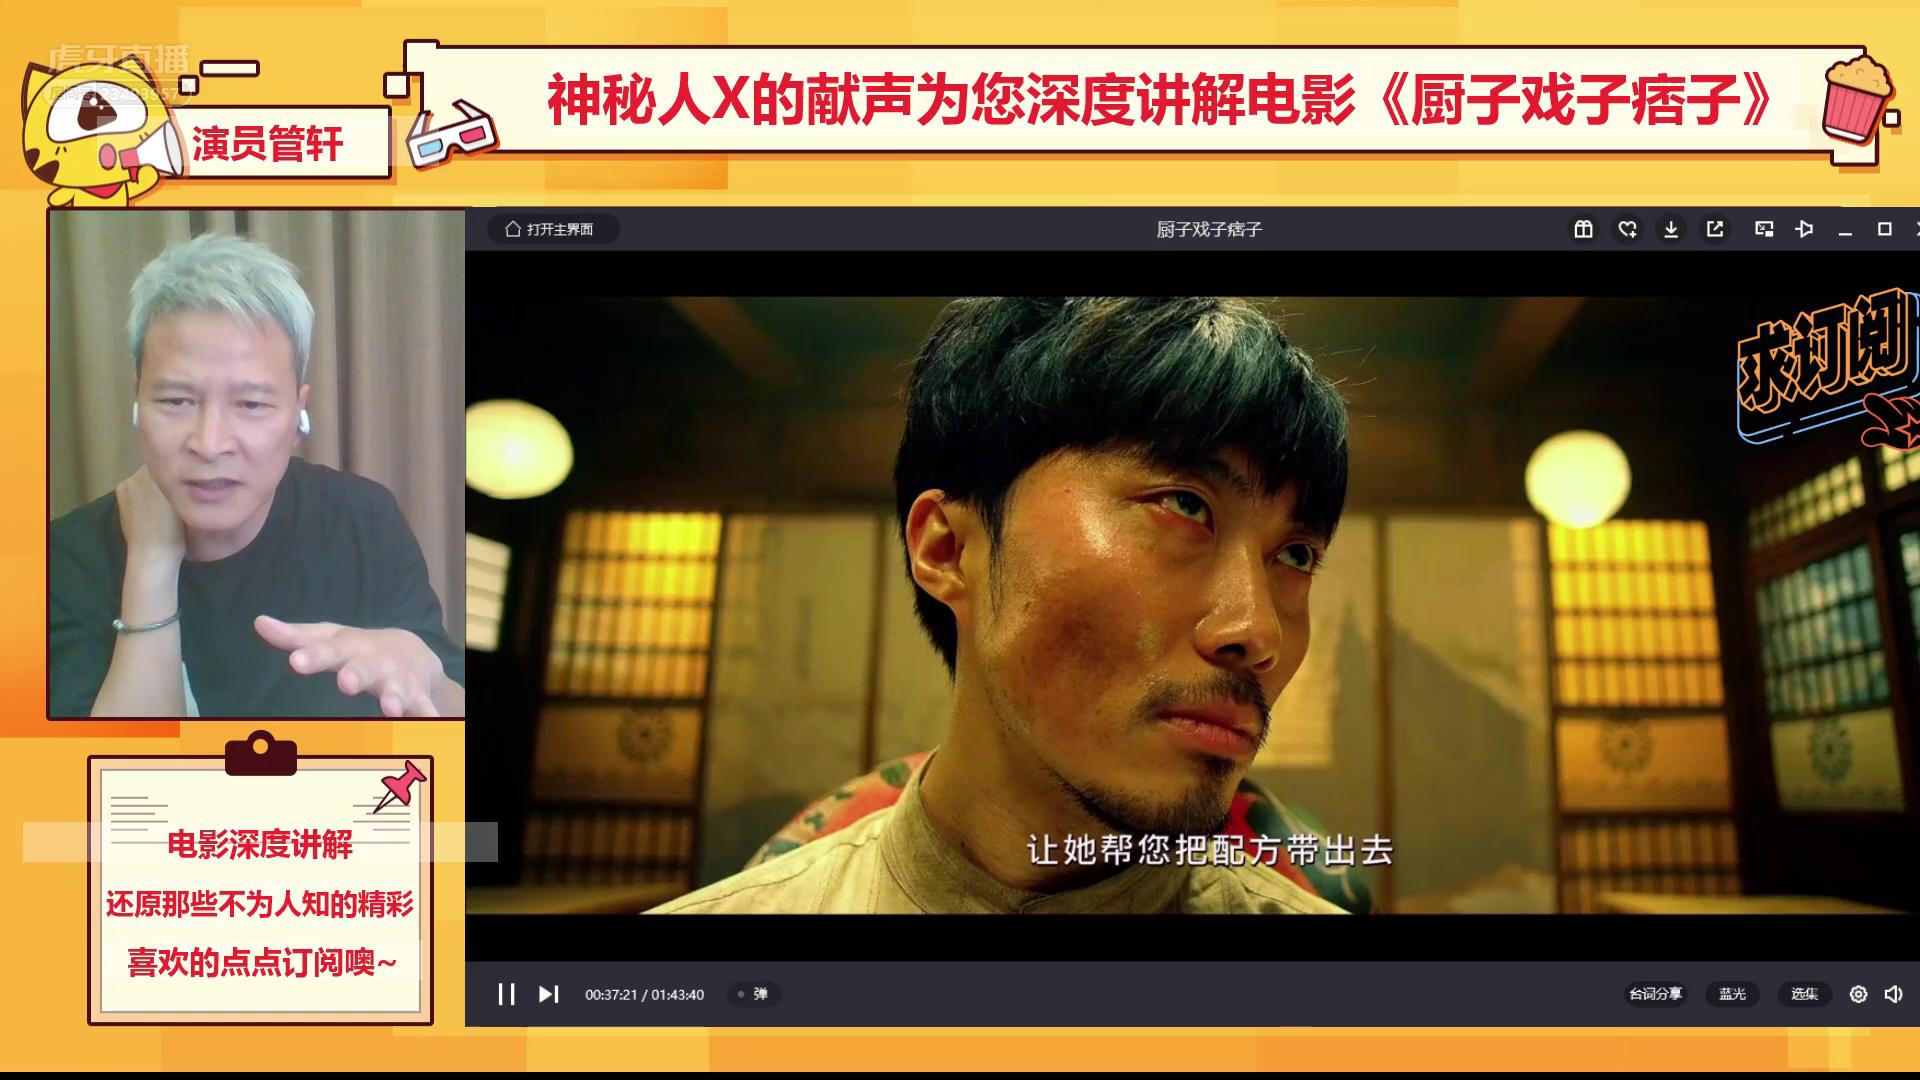 虎牙直播
房间号 23493957
演员管轩
神秘人X的献声为您深度讲解电影《厨子戏子痞子》
打开主界面
厨子戏子痞子
求订阅
让她帮您把配方带出去
电影深度讲解
还原那些不为人知的精彩
喜欢的点点订阅噢~
00:37:21 / 01:43:40
弹
台词分享
蓝光
选集